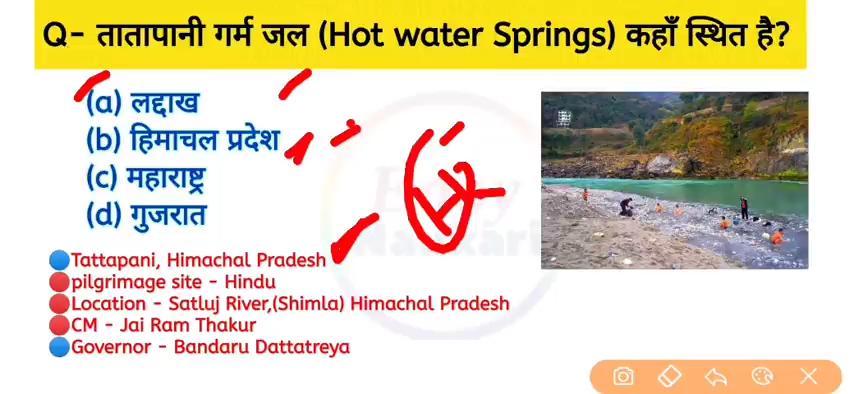 Q- तातापानी गर्म जल (Hot water Springs) कहाँ स्थित है?
(a) लद्दाख
(b) हिमाचल प्रदेश
(c) महाराष्ट्र
(d) गुजरात
Tattapani, Himachal Pradesh
pilgrimage site - Hindu
Location - Satluj River,(Shimla) Himachal Pradesh
CM - Jai Ram Thakur
Governor - Bandaru Dattatreya